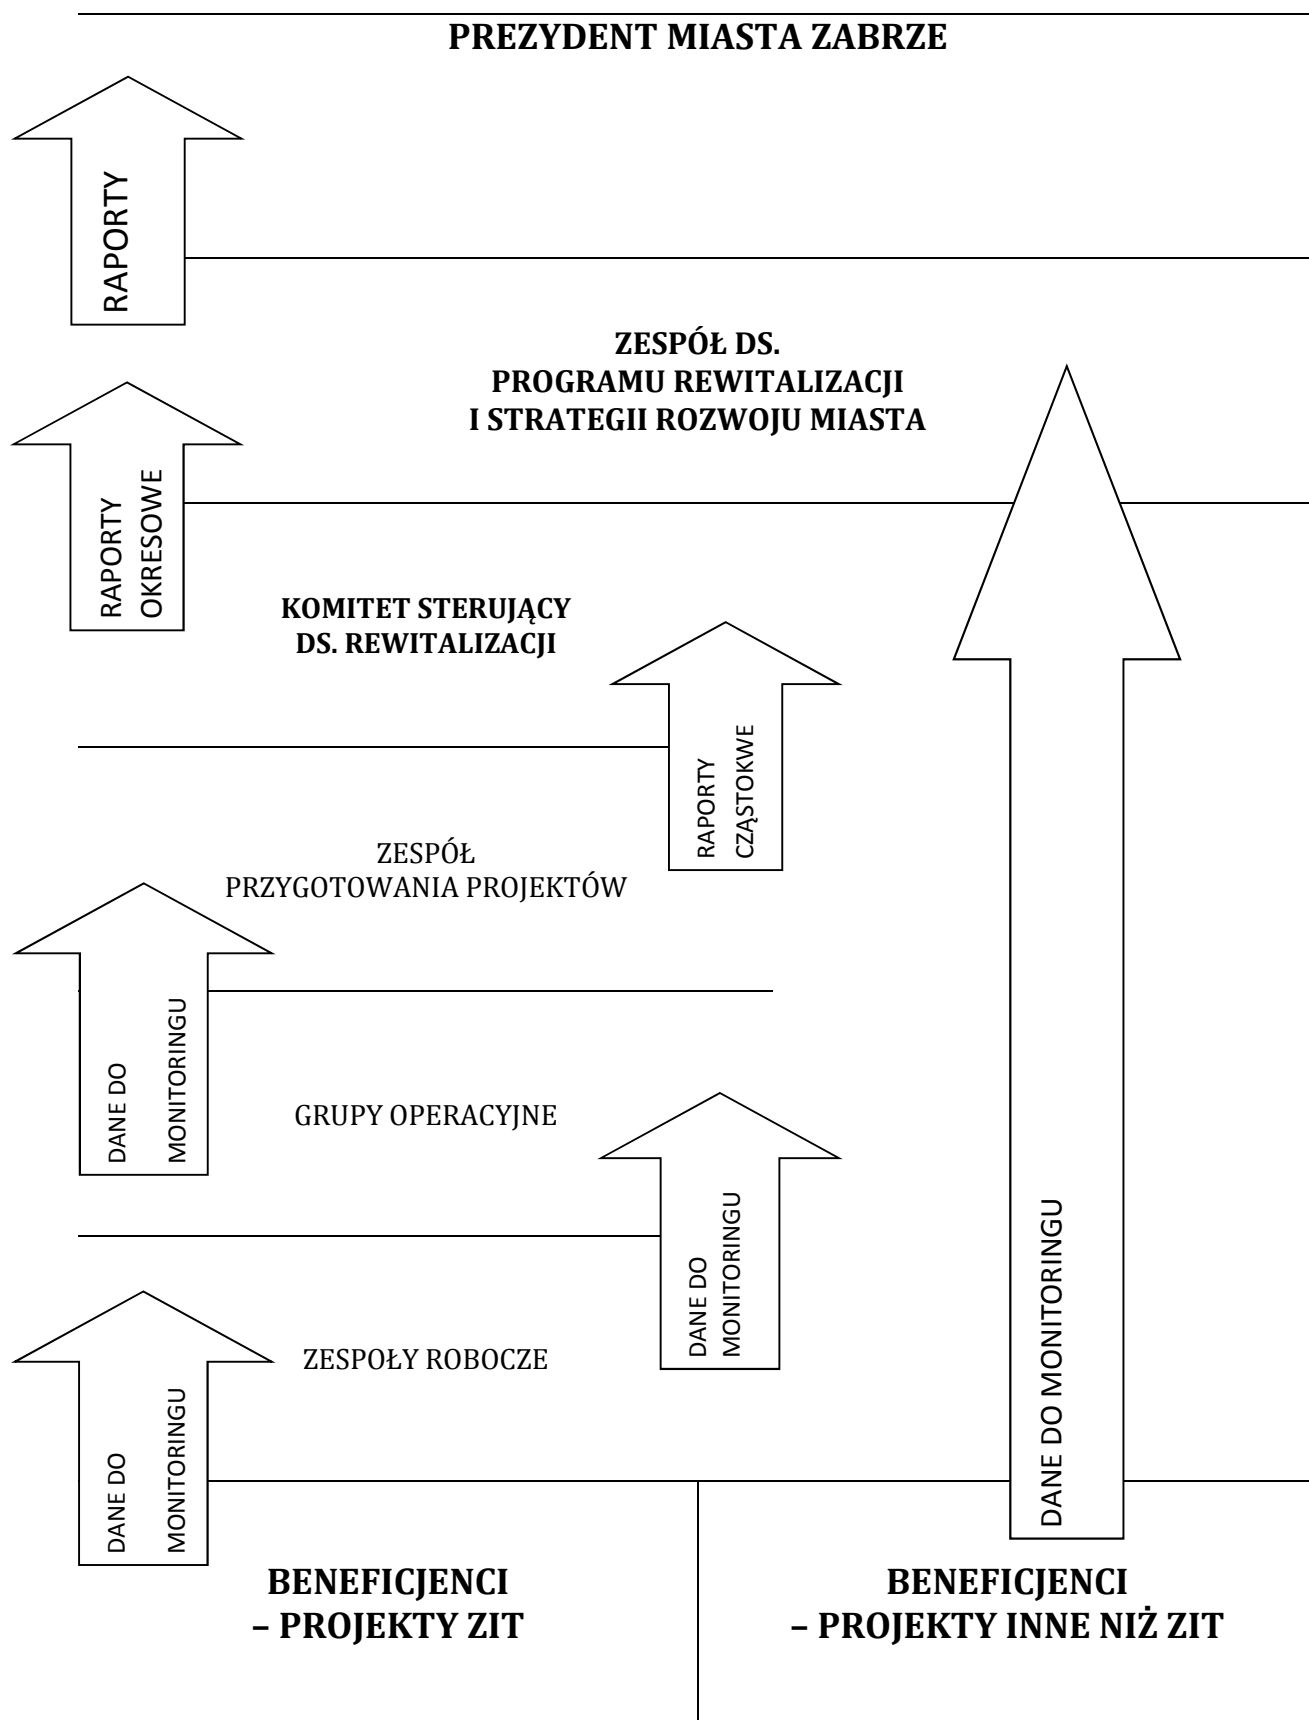 PREZYDENT MIASTA ZABRZE
RAPORTY
ZESPÓŁ DS.
PROGRAMU REWITALIZACJI
I STRATEGII ROZWOJU MIASTA
RAPORTY
OKRESOWE
KOMITET STERUJĄCY
DS. REWITALIZACJI
RAPORTY
CZĄSTOKWE
ZESPÓŁ
PRZYGOTOWANIA PROJEKTÓW
DANE DO
MONITORINGU
GRUPY OPERACYJNE
DANE DO
MONITORINGU
ZESPOŁY ROBOCZE
DANE DO
MONITORINGU
DANE DO MONITORINGU
BENEFICJENCI
– PROJEKTY ZIT
BENEFICJENCI
– PROJEKTY INNE NIŻ ZIT